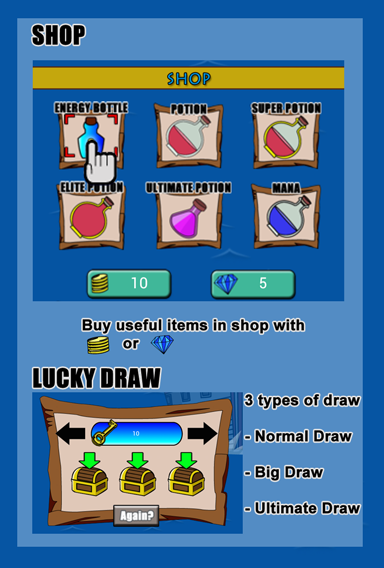 SHOP
SHOP
ENERGY BOTTLE
POTION
SUPER POTION
ELITE POTION
ULTIMATE POTION
MANA
10
5
Buy useful items in shop with
or
LUCKY DRAW
3 types of draw
10
- Normal Draw
- Big Draw
- Ultimate Draw
Again?